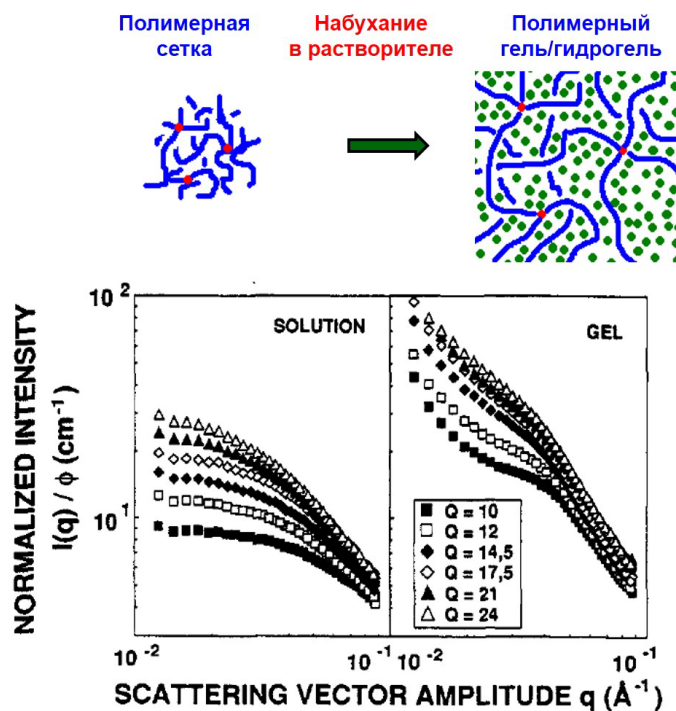 Полимерная
сетка
Набухание
в растворителе
Полимерный
гель/гидрогель
NORMALIZED INTENSITY
I(q) / ϕ (cm⁻¹)
10²
10¹
SOLUTION
GEL
Q = 10
Q = 12
Q = 14,5
Q = 17,5
Q = 21
Q = 24
10⁻²
10⁻¹
10⁻²
10⁻¹
SCATTERING VECTOR AMPLITUDE q (Å⁻¹)